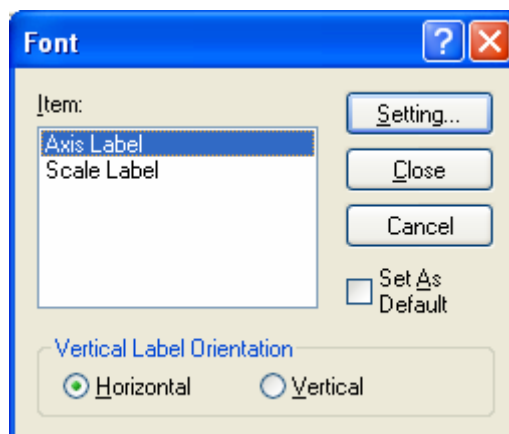 Font
Item:
Axis Label
Scale Label
Setting...
Close
Cancel
Set As
Default
Vertical Label Orientation
Horizontal
Vertical